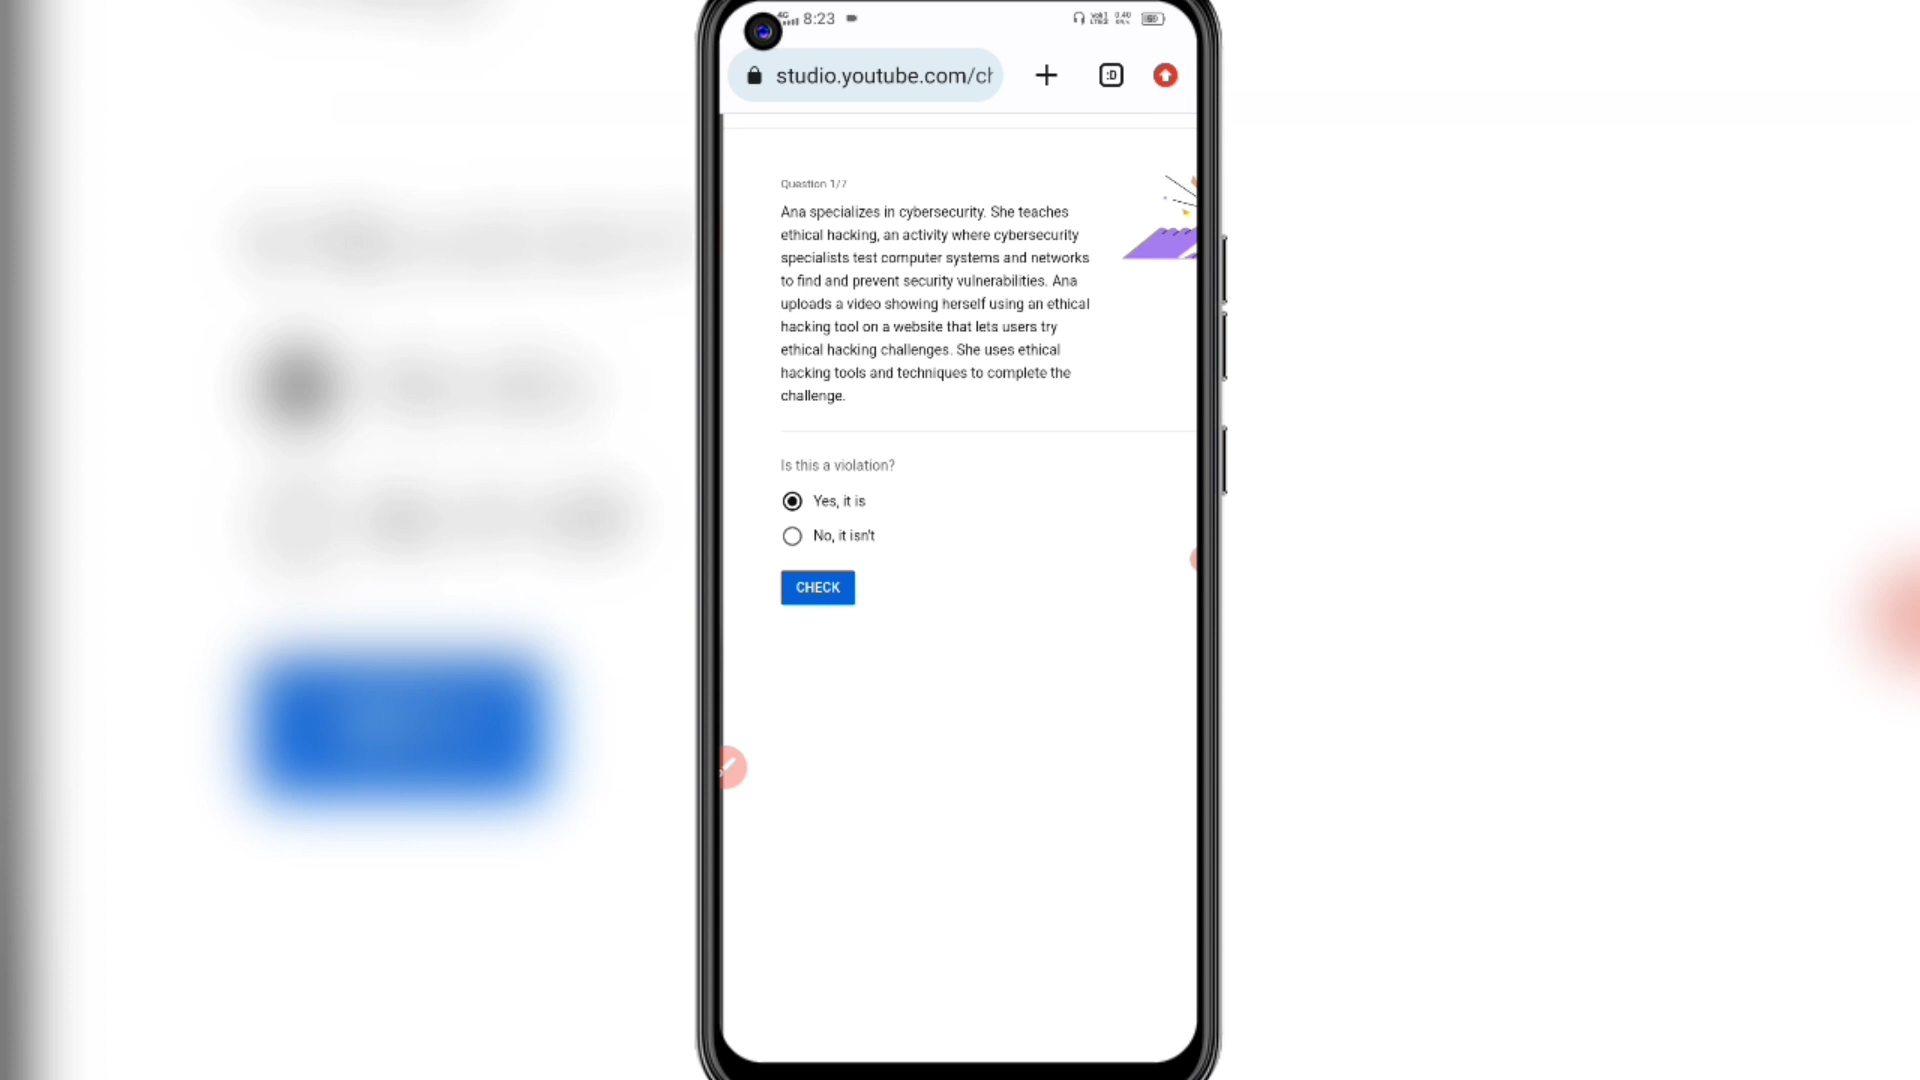 8:23
studio.youtube.com/ch
Question 1/7
Ana specializes in cybersecurity. She teaches
ethical hacking, an activity where cybersecurity
specialists test computer systems and networks
to find and prevent security vulnerabilities. Ana
uploads a video showing herself using an ethical
hacking tool on a website that lets users try
ethical hacking challenges. She uses ethical
hacking tools and techniques to complete the
challenge.
Is this a violation?
Yes, it is
No, it isn't
CHECK